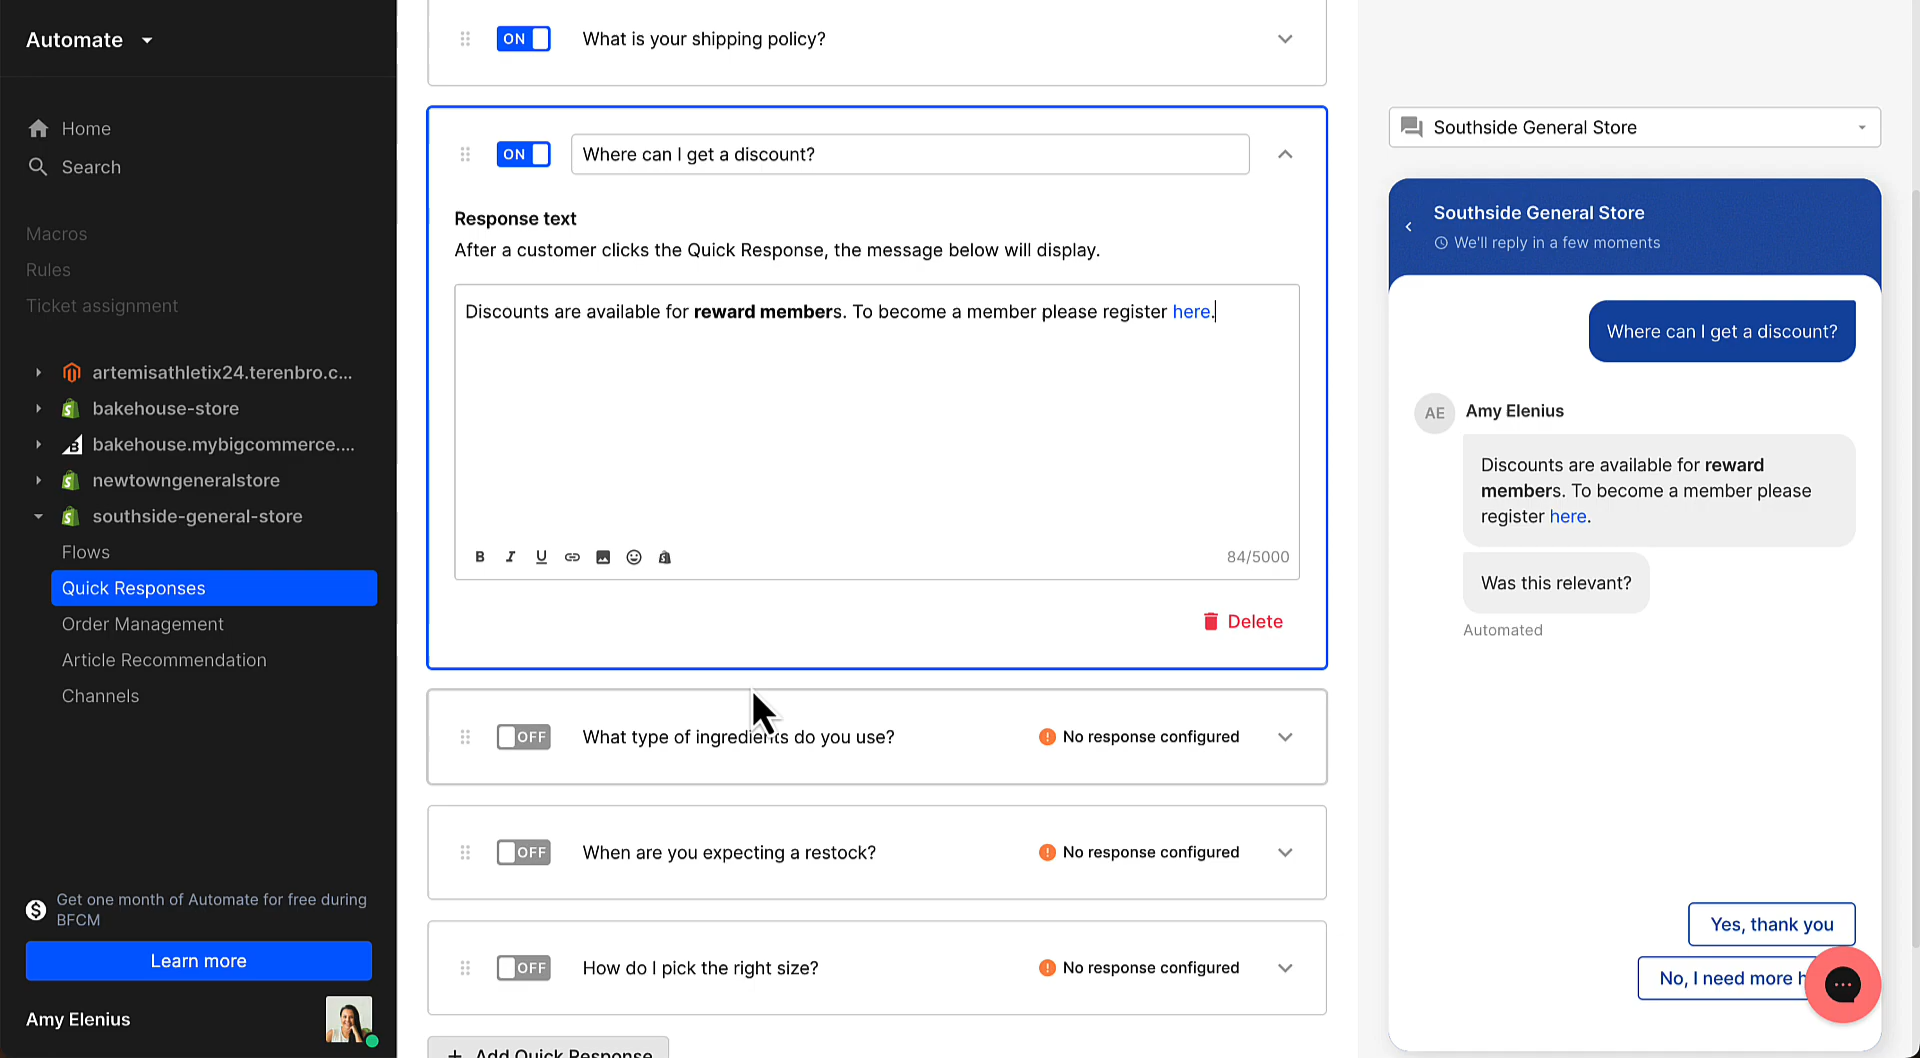 Automate
Home
Search
Macros
Rules
Ticket assignment
artemisathletix24.terenbro.c...
bakehouse-store
bakehouse.mybigcommerce....
newtowngeneralstore
southside-general-store
Flows
Quick Responses
Order Management
Article Recommendation
Channels
Get one month of Automate for free during
BFCM
Learn more
Amy Elenius
ON What is your shipping policy?
ON Where can I get a discount?
Response text
After a customer clicks the Quick Response, the message below will display.
Discounts are available for reward members. To become a member please register here.
B I U 84/5000
Delete
OFF What type of ingredients do you use? No response configured
OFF When are you expecting a restock? No response configured
OFF How do I pick the right size? No response configured
+ Add Quick Response
Southside General Store
Southside General Store
We'll reply in a few moments
Where can I get a discount?
AE Amy Elenius
Discounts are available for reward
members. To become a member please
register here.
Was this relevant?
Automated
Yes, thank you
No, I need more